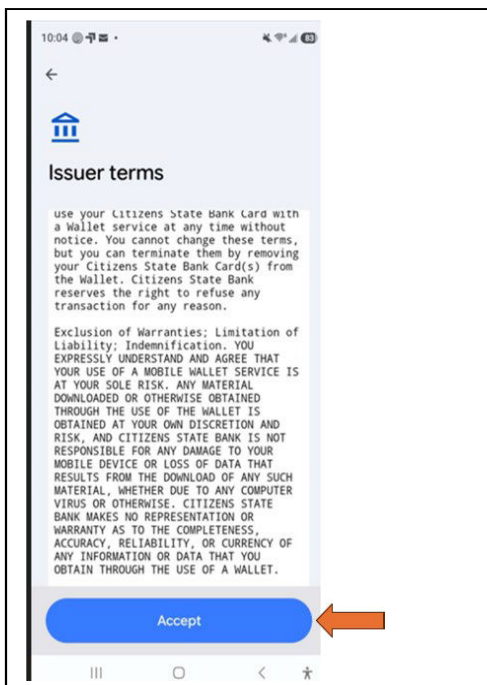 10:04
83
Issuer terms
use your Citizens State Bank Card with
a Wallet service at any time without
notice. You cannot change these terms,
but you can terminate them by removing
your Citizens State Bank Card(s) from
the Wallet. Citizens State Bank
reserves the right to refuse any
transaction for any reason.
Exclusion of Warranties; Limitation of
Liability; Indemnification. YOU
EXPRESSLY UNDERSTAND AND AGREE THAT
YOUR USE OF A MOBILE WALLET SERVICE IS
AT YOUR SOLE RISK. ANY MATERIAL
DOWNLOADED OR OTHERWISE OBTAINED
THROUGH THE USE OF THE WALLET IS
OBTAINED AT YOUR OWN DISCRETION AND
RISK, AND CITIZENS STATE BANK IS NOT
RESPONSIBLE FOR ANY DAMAGE TO YOUR
MOBILE DEVICE OR LOSS OF DATA THAT
RESULTS FROM THE DOWNLOAD OF ANY SUCH
MATERIAL, WHETHER DUE TO ANY COMPUTER
VIRUS OR OTHERWISE. CITIZENS STATE
BANK MAKES NO REPRESENTATION OR
WARRANTY AS TO THE COMPLETENESS,
ACCURACY, RELIABILITY, OR CURRENCY OF
ANY INFORMATION OR DATA THAT YOU
OBTAIN THROUGH THE USE OF A WALLET.
Accept